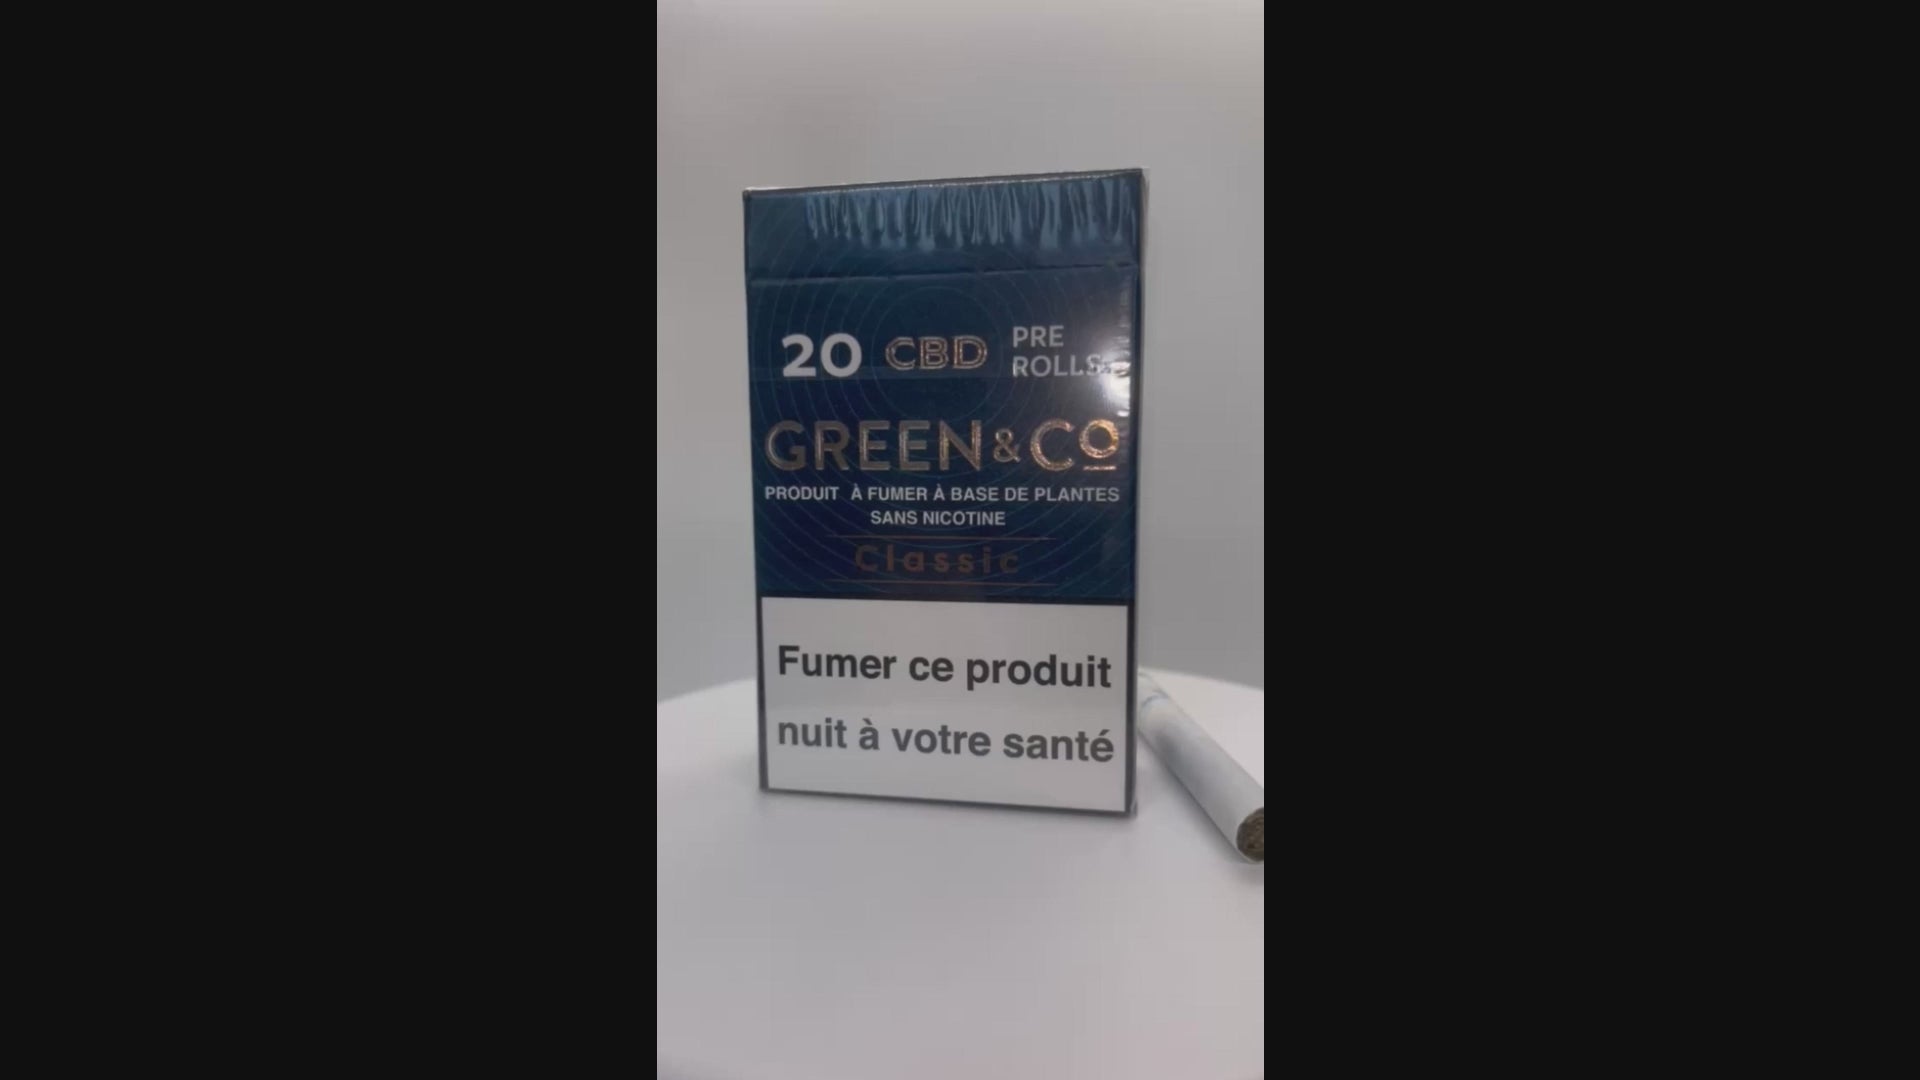 20 CBD PRE ROLLS
GREEN & Co
PRODUIT À FUMER À BASE DE PLANTES
SANS NICOTINE
Classic
Fumer ce produit
nuit à votre santé